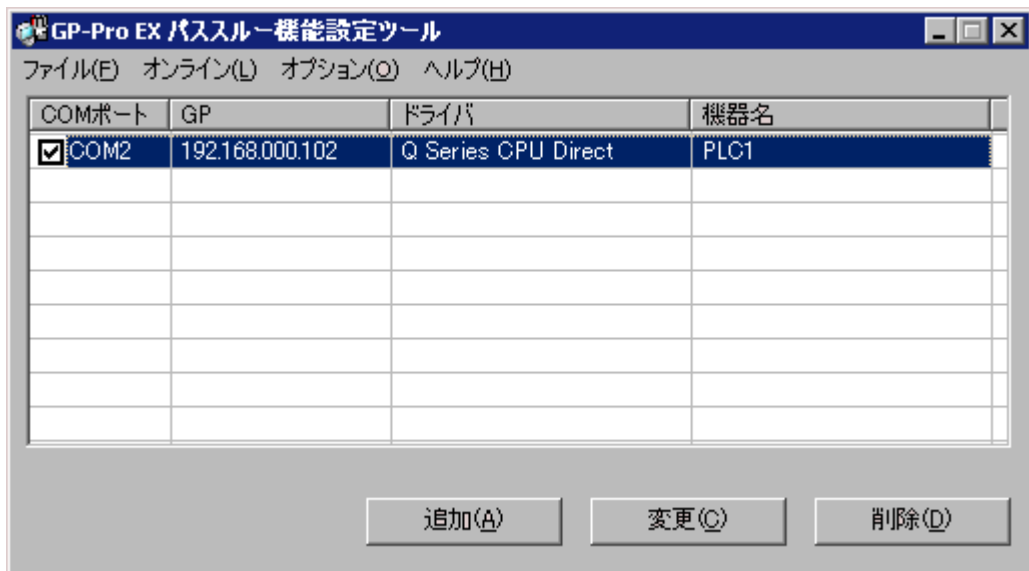 GP-Pro EX パススルー機能設定ツール
ファイル(F) オンライン(L) オプション(O) ヘルプ(H)
COMポート GP ドライバ 機器名
COM2 192.168.000.102 Q Series CPU Direct PLC1
追加(A) 変更(C) 削除(D)